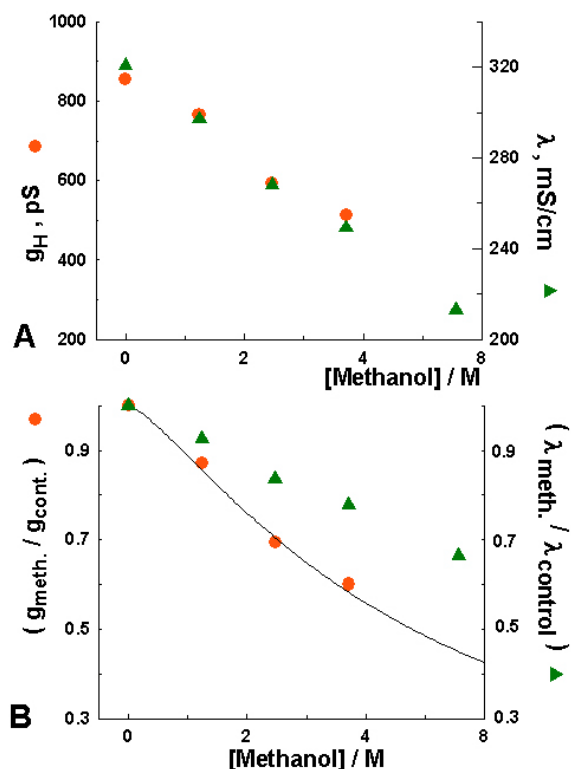 1000
800
600
400
200
320
280
240
200
g_H , pS
λ , mS/cm
0 2 4 6 8
[Methanol] / M
A
0.9
0.7
0.5
0.3
0.9
0.7
0.5
0.3
( g_meth. / g_cont. )
( λ_meth. / λ_control )
0 2 4 8
[Methanol] / M
B